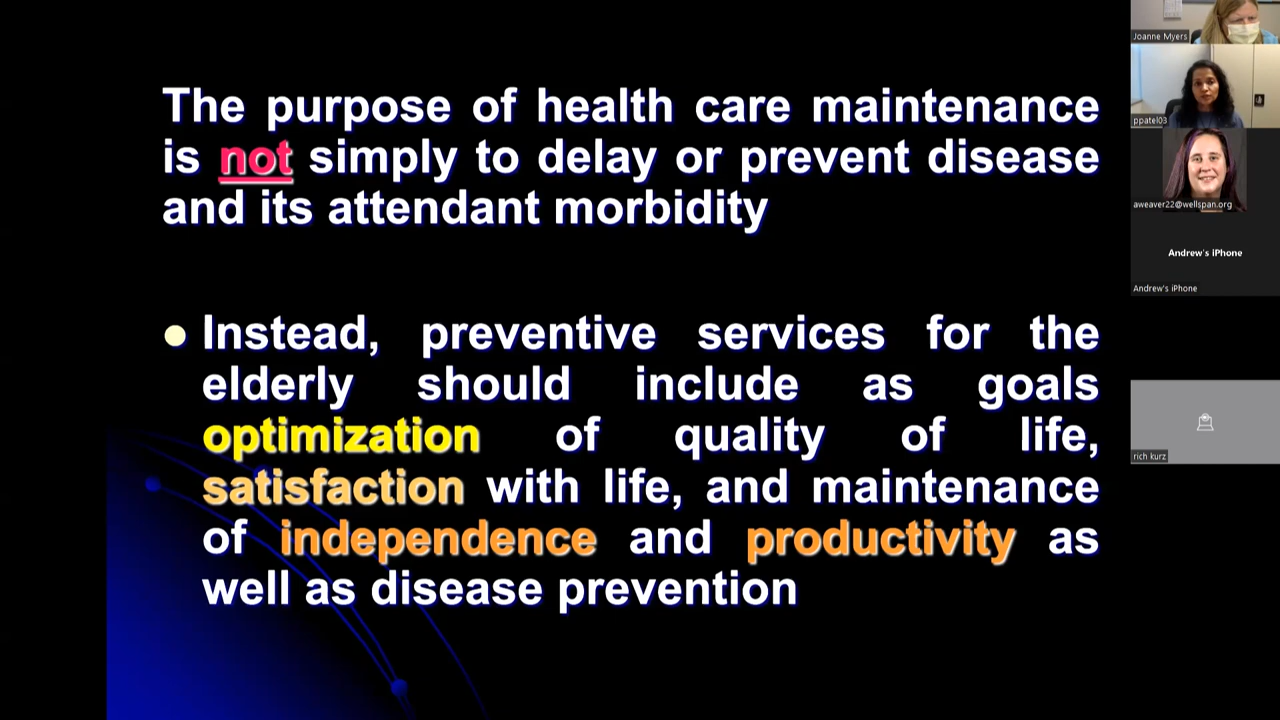 The purpose of health care maintenance
is not simply to delay or prevent disease
and its attendant morbidity
Instead, preventive services for the
elderly should include as goals
optimization of quality of life,
satisfaction with life, and maintenance
of independence and productivity as
well as disease prevention
Joanne Myers
ppatel03
aweaver22@wellspan.org
Andrew's iPhone
Andrew's iPhone
rich kurz